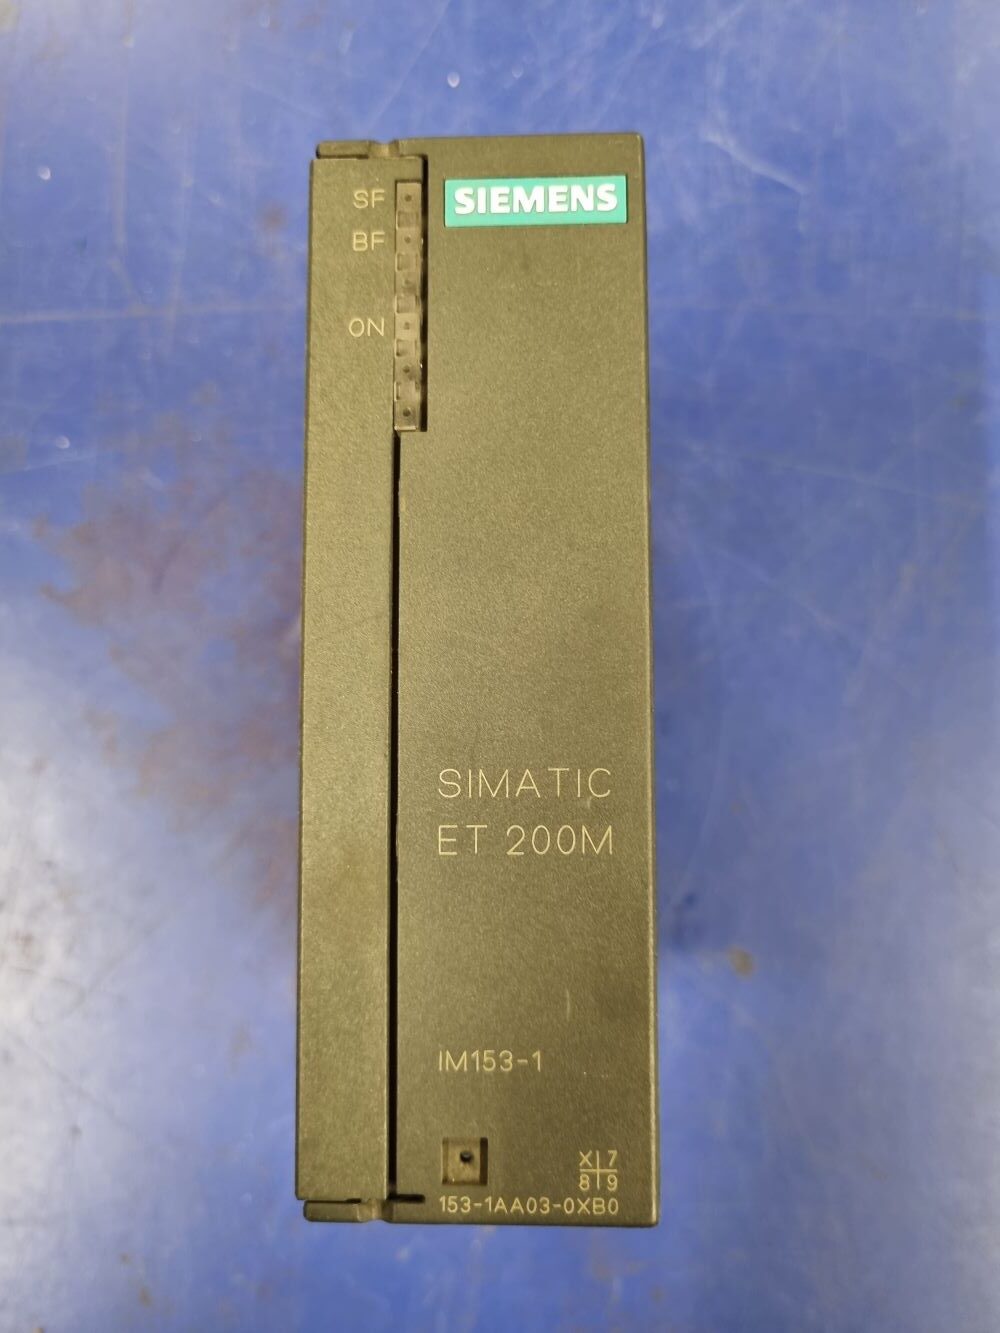 SIEMENS
SF
BF
ON
SIMATIC
ET 200M
IM153-1
X 7
8 9
153-1AA03-0XB0